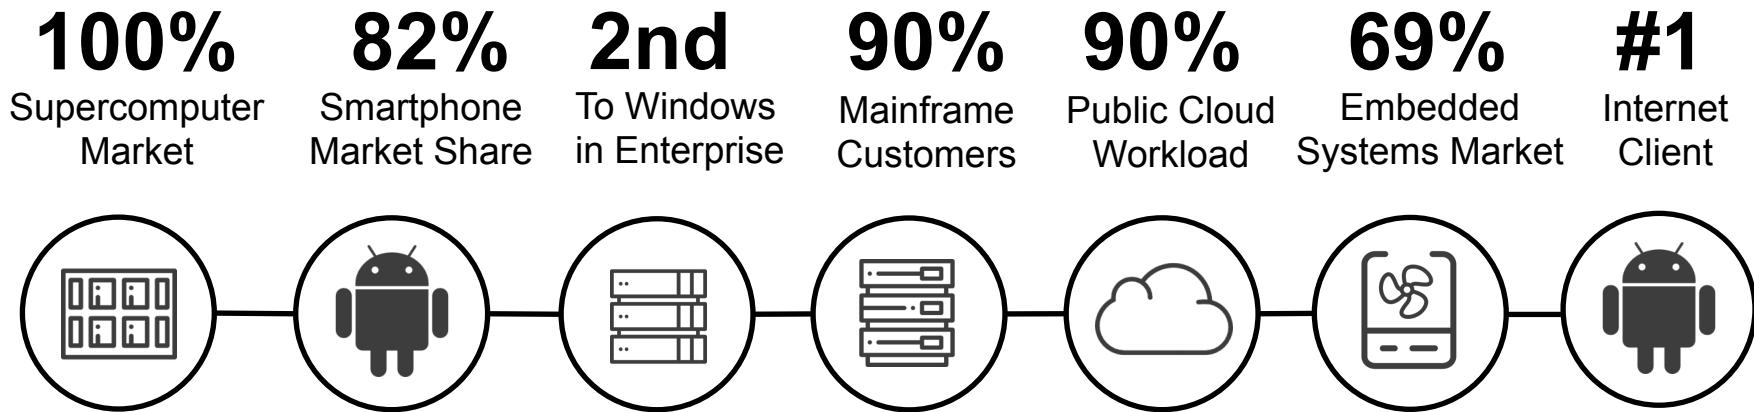 100%
Supercomputer
Market
82%
Smartphone
Market Share
2nd
To Windows
in Enterprise
90%
Mainframe
Customers
90%
Public Cloud
Workload
69%
Embedded
Systems Market
#1
Internet
Client